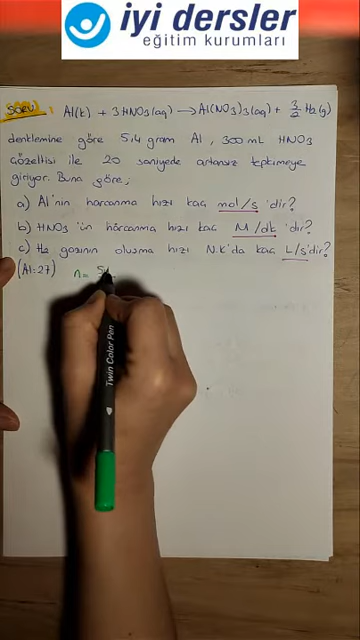 iyi dersler
eğitim kurumları
Soru: Al(k) + 3HNO3(aq) → Al(NO3)3(aq) + 3/2 H2(g)
denklemine göre 5,4 gram Al, 300 mL HNO3
çözeltisi ile 20 saniyede artansız tepkimeye
giriyor. Buna göre;
a) Al'nin harcanma hızı kaç mol/s 'dir?
b) HNO3 'ün harcanma hızı kaç M/dk 'dır?
c) H2 gazının oluşma hızı N.K'da kaç L/s'dir?
(Al=27) n= 5,4
Twin Color Pen